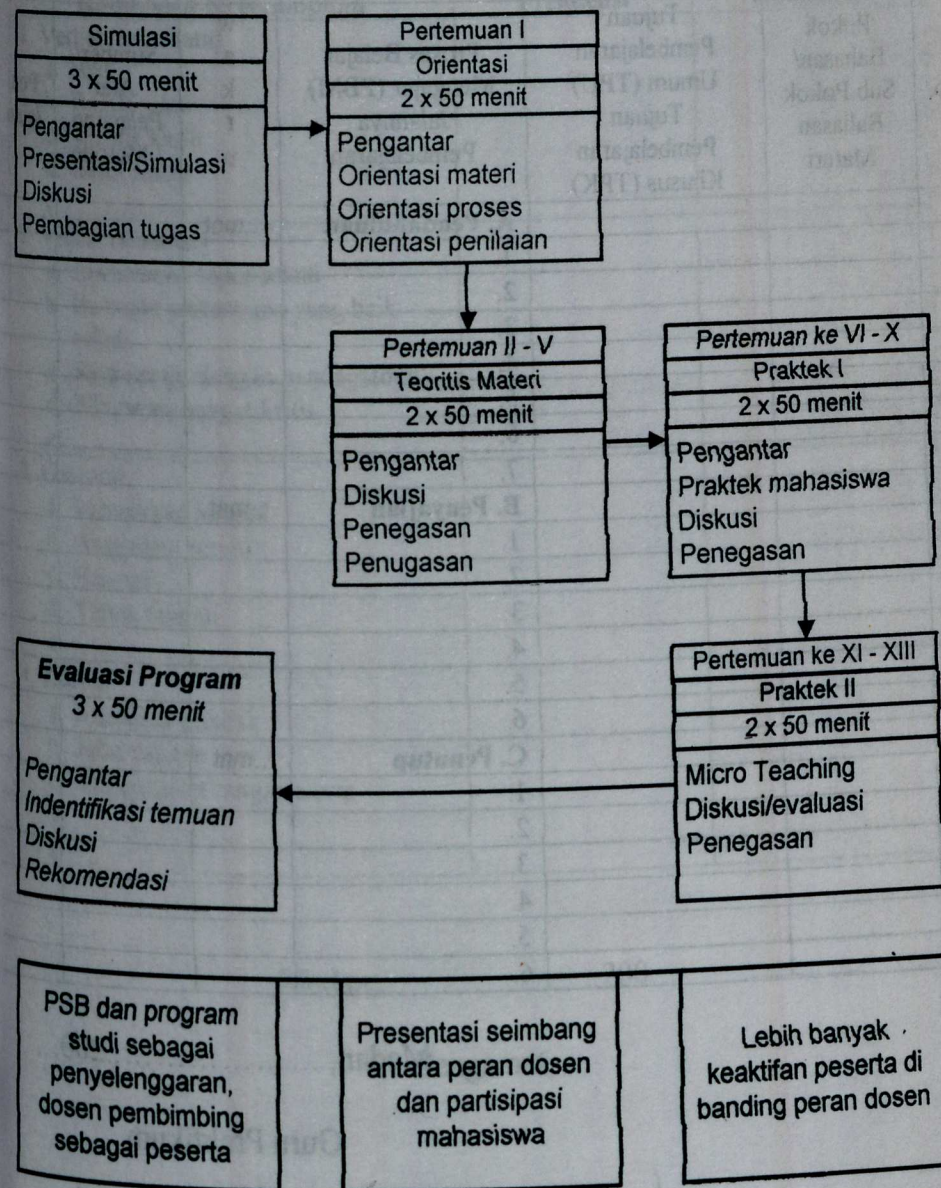 Simulasi
3 x 50 menit
Pengantar
Presentasi/Simulasi
Diskusi
Pembagian tugas
Pertemuan I
Orientasi
2 x 50 menit
Pengantar
Orientasi materi
Orientasi proses
Orientasi penilaian
Pertemuan II - V
Teoritis Materi
2 x 50 menit
Pengantar
Diskusi
Penegasan
Penugasan
Pertemuan ke VI - X
Praktek I
2 x 50 menit
Pengantar
Praktek mahasiswa
Diskusi
Penegasan
Pertemuan ke XI - XIII
Praktek II
2 x 50 menit
Micro Teaching
Diskusi/evaluasi
Penegasan
Evaluasi Program
3 x 50 menit
Pengantar
Indentifikasi temuan
Diskusi
Rekomendasi
PSB dan program
studi sebagai
penyelenggaran,
dosen pembimbing
sebagai peserta
Presentasi seimbang
antara peran dosen
dan partisipasi
mahasiswa
Lebih banyak
keaktifan peserta di
banding peran dosen